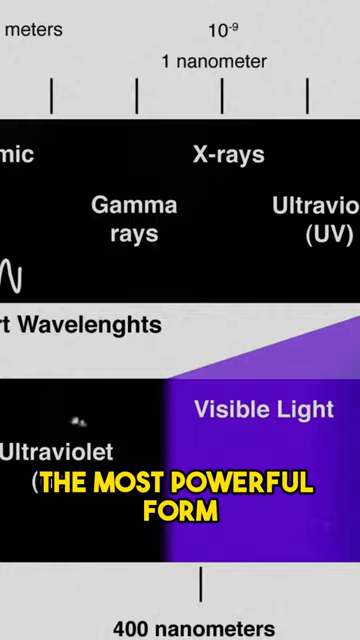 meters
10⁻⁹
1 nanometer
mic
X-rays
Gamma
rays
Ultravio
(UV)
rt Wavelenghts
Visible Light
Ultraviolet
THE MOST POWERFUL
FORM
400 nanometers